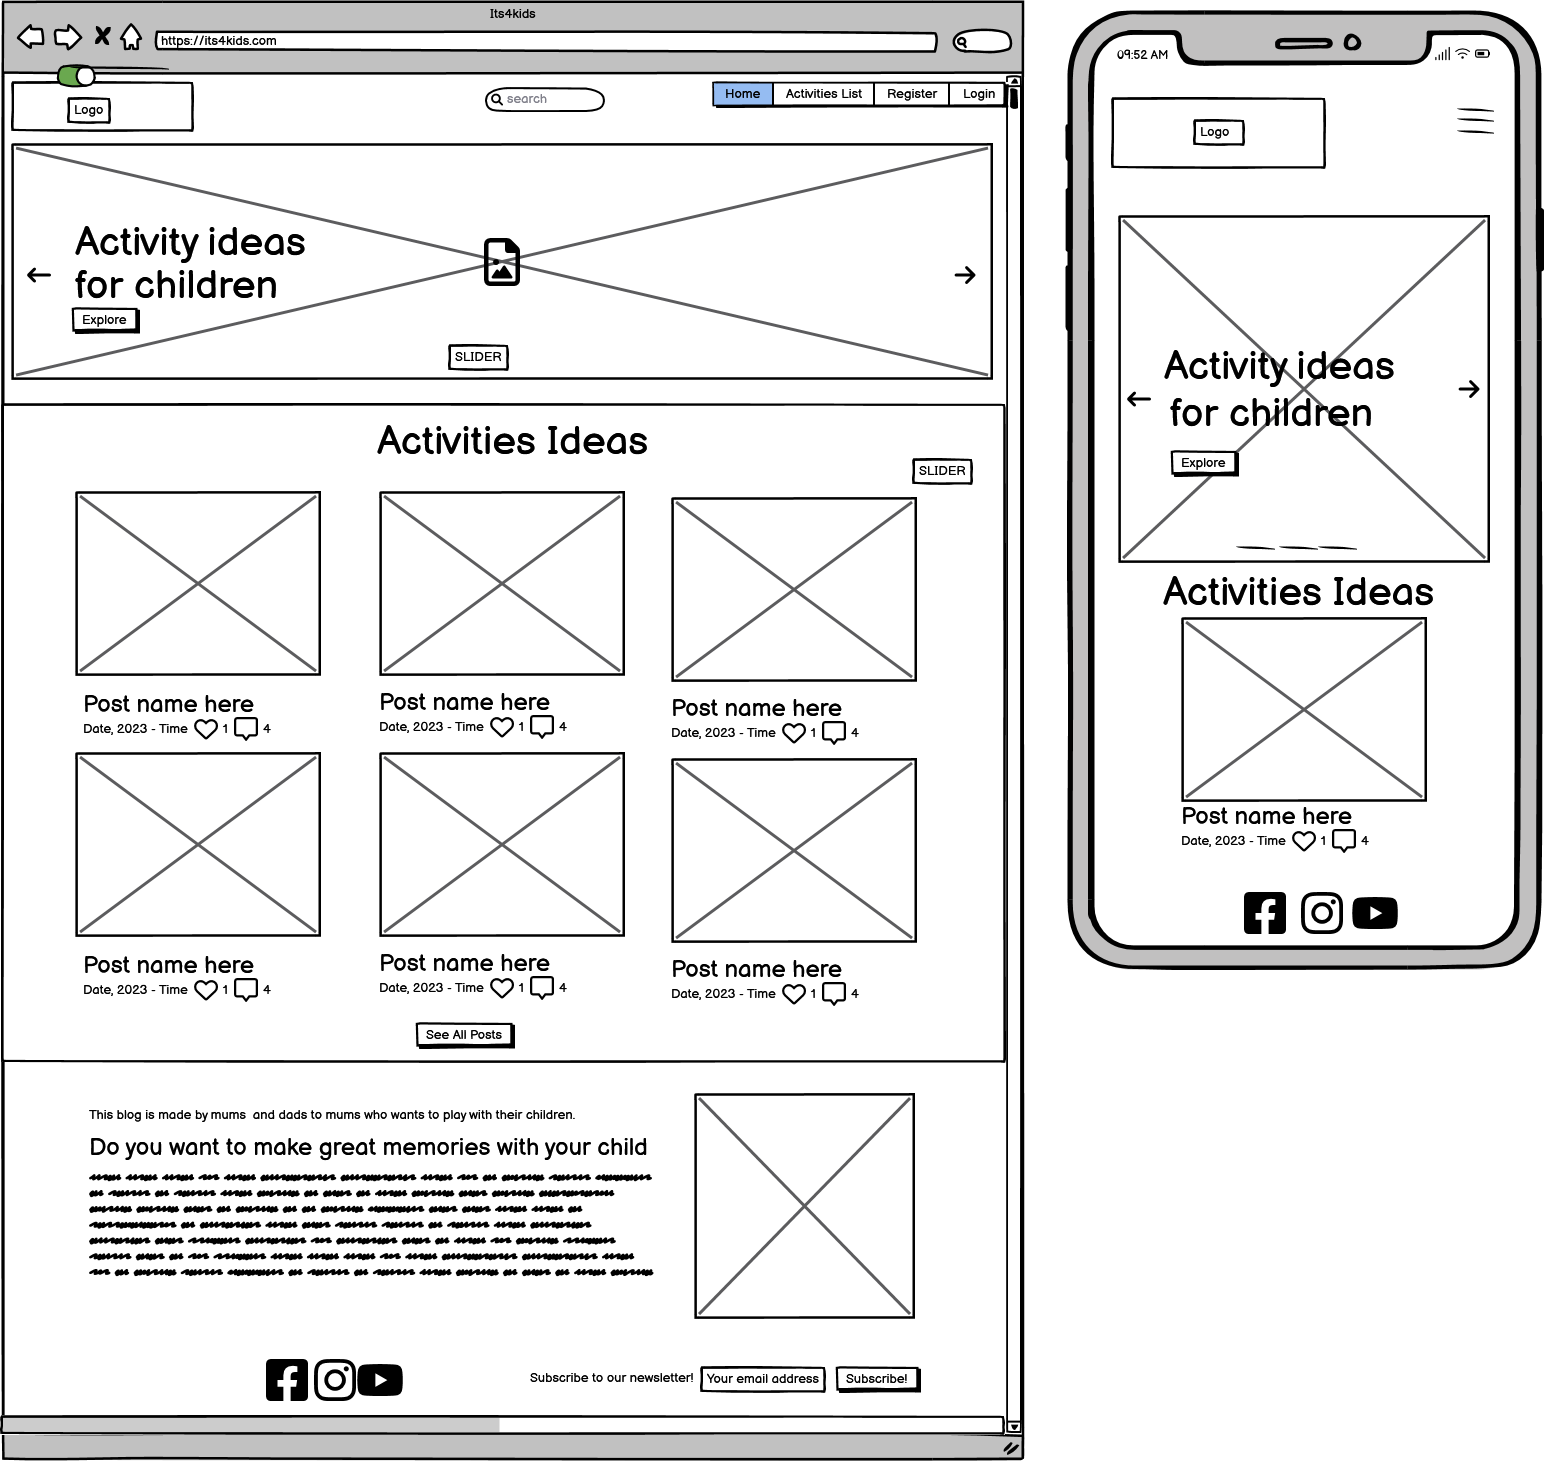 Its4kids
https://its4kids.com
Logo
search
Home Activities List Register Login
Activity ideas
for children
Explore
SLIDER
Activities Ideas
SLIDER
Post name here Post name here Post name here
Date, 2023 - Time 1 4 Date, 2023 - Time 1 4 Date, 2023 - Time 1 4
Post name here Post name here Post name here
Date, 2023 - Time 1 4 Date, 2023 - Time 1 4 Date, 2023 - Time 1 4
See All Posts
This blog is made by mums and dads to mums who wants to play with their children.
Do you want to make great memories with your child
Subscribe to our newsletter! Your email address Subscribe!
09:52 AM
Logo
Activity ideas
for children
Explore
Activities Ideas
Post name here
Date, 2023 - Time 1 4